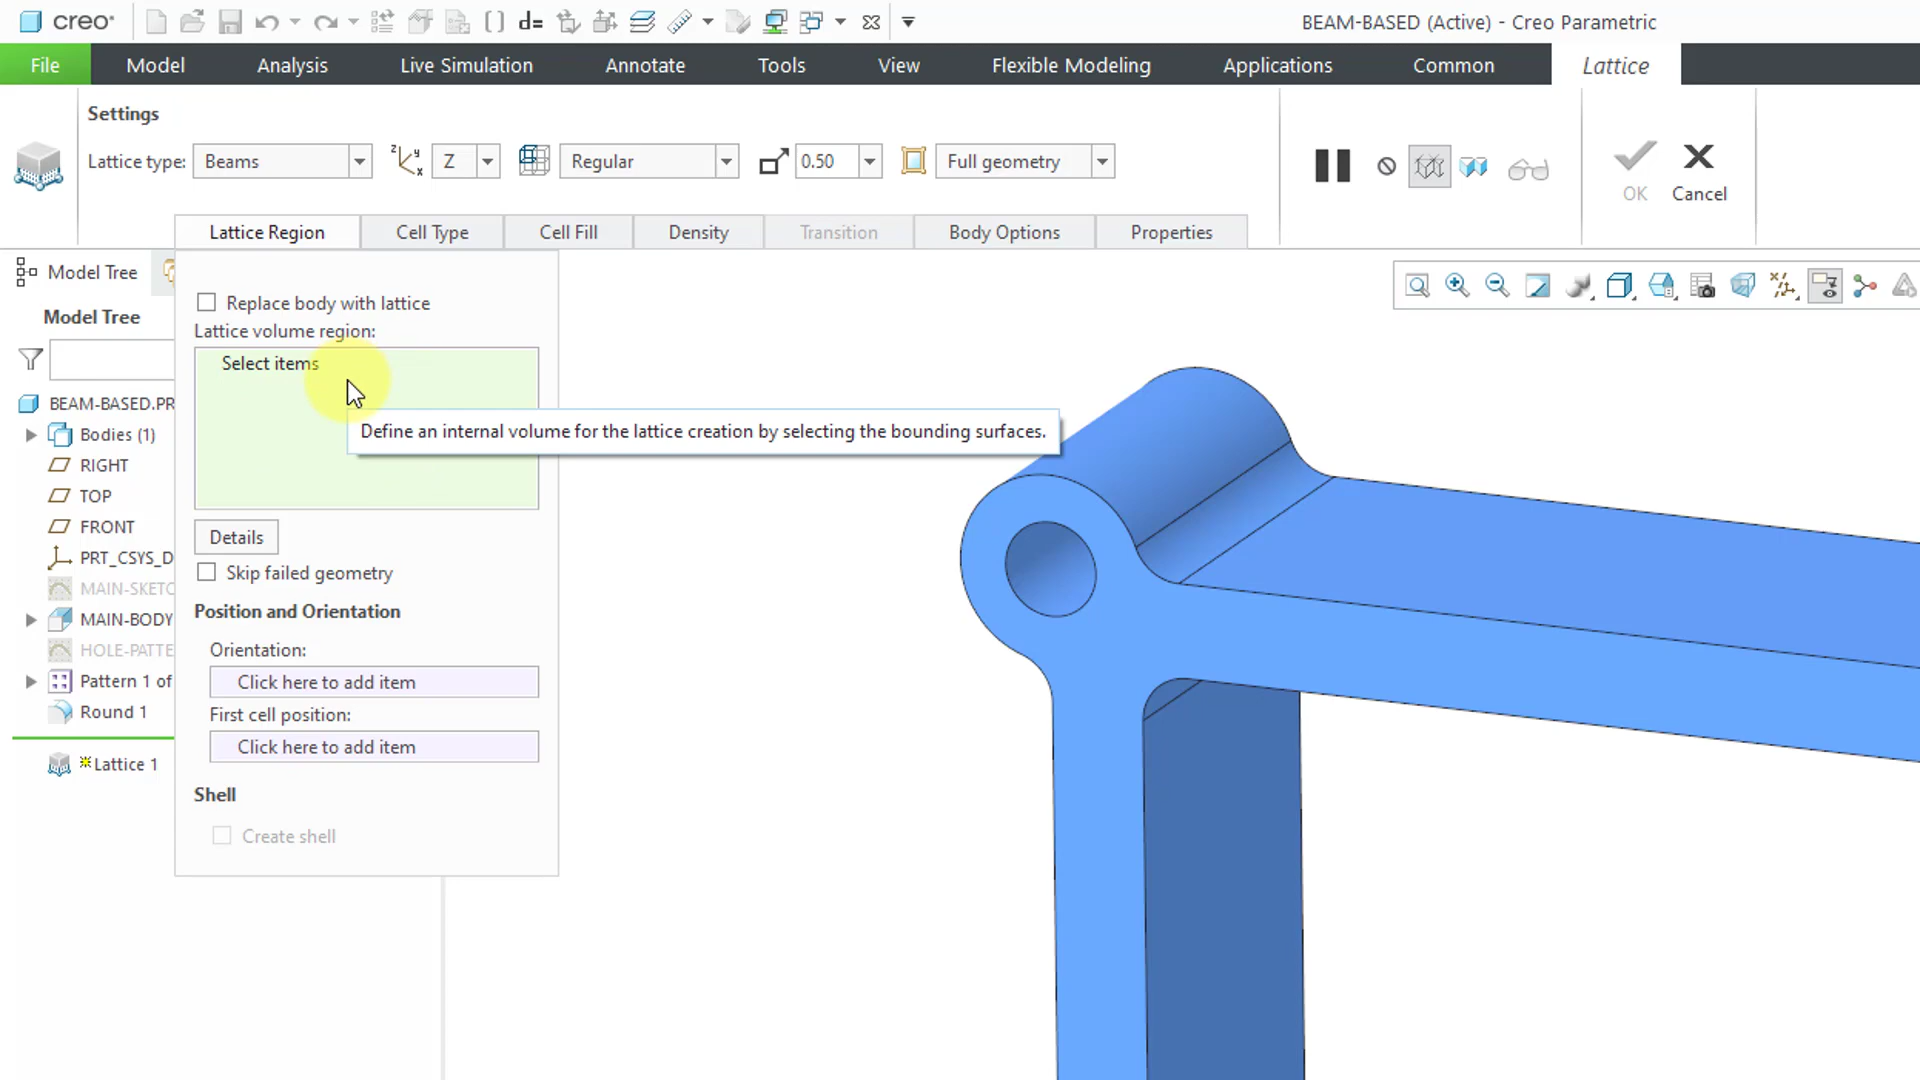 creo
d=
BEAM-BASED (Active) - Creo Parametric
File Model Analysis Live Simulation Annotate Tools View Flexible Modeling Applications Common Lattice
Settings
Lattice type: Beams Z Regular 0.50 Full geometry
OK Cancel
Lattice Region Cell Type Cell Fill Density Transition Body Options Properties
Model Tree
Model Tree
Replace body with lattice
Lattice volume region:
Select items
Define an internal volume for the lattice creation by selecting the bounding surfaces.
BEAM-BASED.PR
Bodies (1)
RIGHT
TOP
FRONT
PRT_CSYS_D
MAIN-SKETC
MAIN-BODY
HOLE-PATTE
Pattern 1 of
Round 1
Lattice 1
Details
Skip failed geometry
Position and Orientation
Orientation:
Click here to add item
First cell position:
Click here to add item
Shell
Create shell